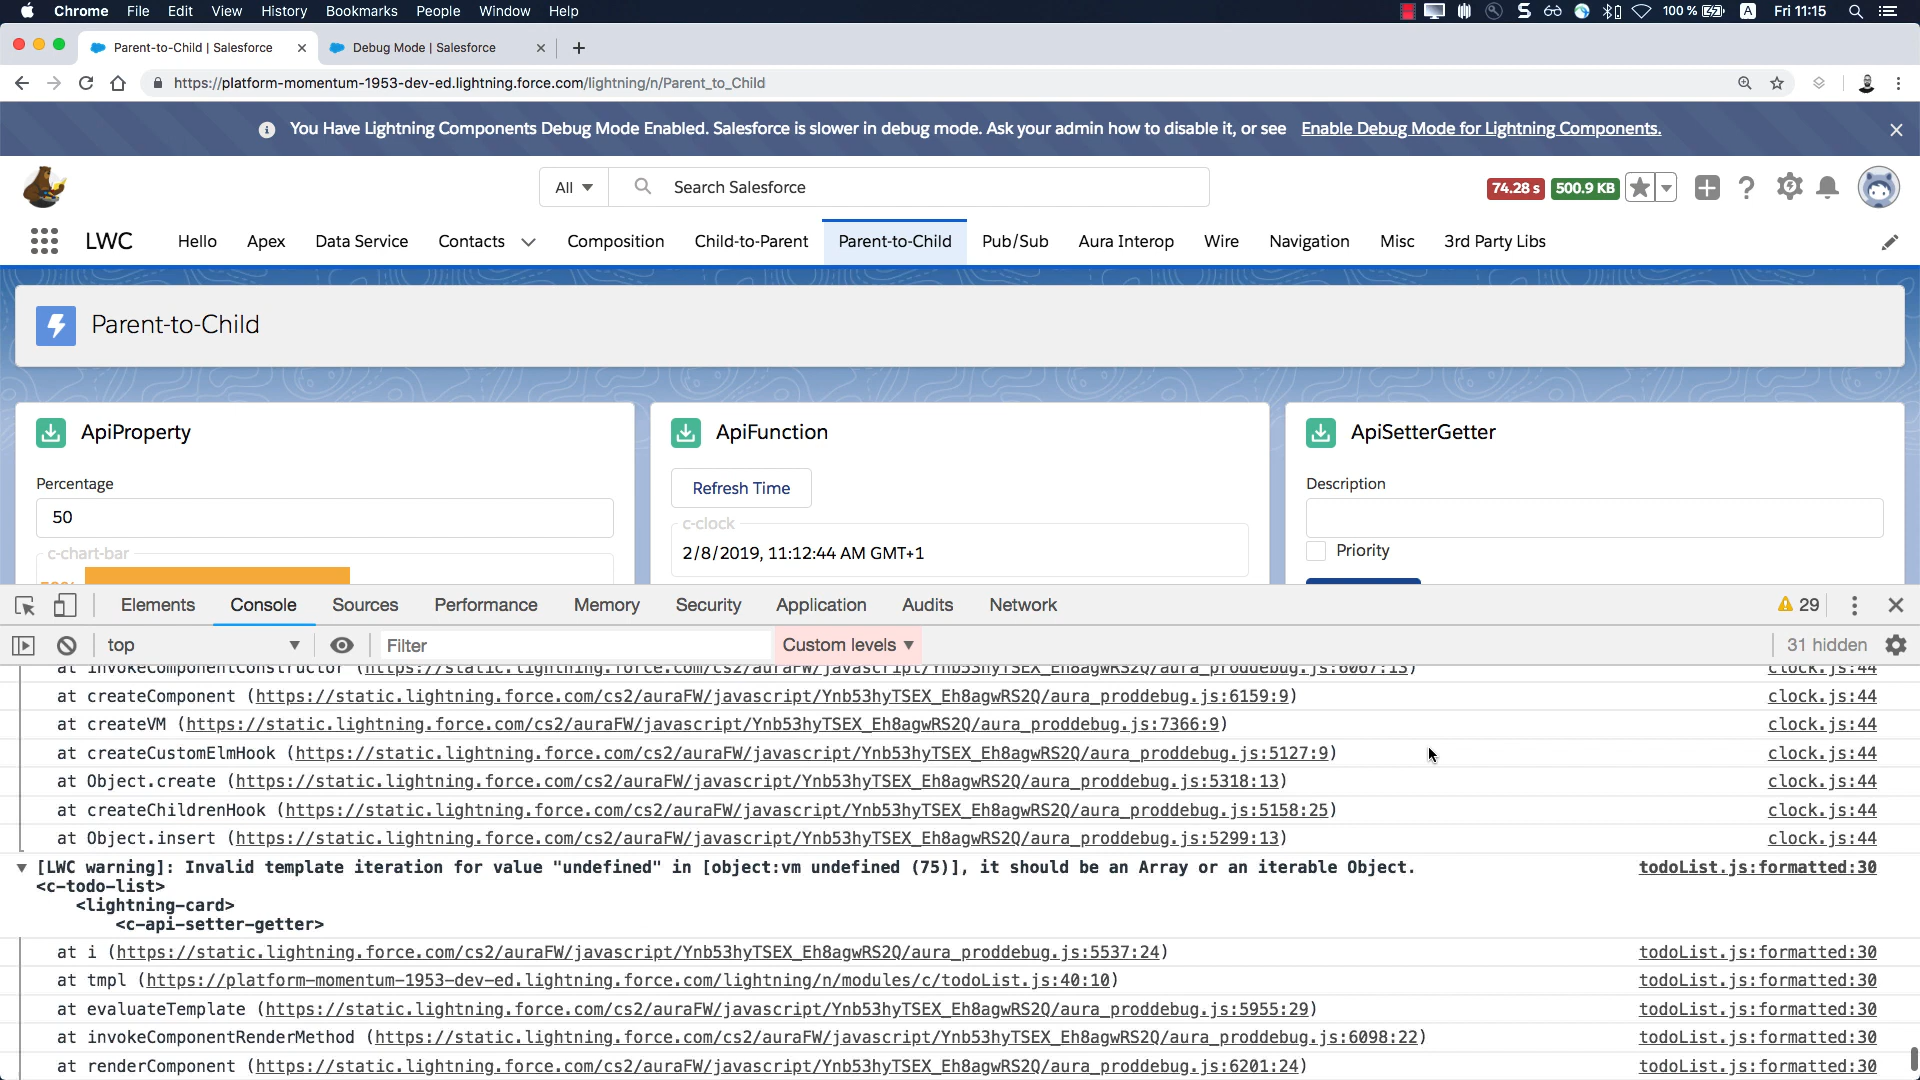 Chrome File Edit View History Bookmarks People Window Help 100 % A Fri 11:15
Parent-to-Child | Salesforce Debug Mode | Salesforce
https://platform-momentum-1953-dev-ed.lightning.force.com/lightning/n/Parent_to_Child
You Have Lightning Components Debug Mode Enabled. Salesforce is slower in debug mode. Ask your admin how to disable it, or see Enable Debug Mode for Lightning Components.
All Search Salesforce 74.28 s 500.9 KB
LWC Hello Apex Data Service Contacts Composition Child-to-Parent Parent-to-Child Pub/Sub Aura Interop Wire Navigation Misc 3rd Party Libs
Parent-to-Child
ApiProperty ApiFunction ApiSetterGetter
Percentage Refresh Time Description
50
c-clock
c-chart-bar 2/8/2019, 11:12:44 AM GMT+1 Priority
Elements Console Sources Performance Memory Security Application Audits Network 29
top Filter Custom levels 31 hidden
at invokeComponentConstructor (https://static.lightning.force.com/cs2/auraFW/javascript/Ynb53hyTSEX_Eh8agwRS2Q/aura_proddebug.js:6067:13) clock.js:44
at createComponent (https://static.lightning.force.com/cs2/auraFW/javascript/Ynb53hyTSEX_Eh8agwRS2Q/aura_proddebug.js:6159:9) clock.js:44
at createVM (https://static.lightning.force.com/cs2/auraFW/javascript/Ynb53hyTSEX_Eh8agwRS2Q/aura_proddebug.js:7366:9) clock.js:44
at createCustomElmHook (https://static.lightning.force.com/cs2/auraFW/javascript/Ynb53hyTSEX_Eh8agwRS2Q/aura_proddebug.js:5127:9) clock.js:44
at Object.create (https://static.lightning.force.com/cs2/auraFW/javascript/Ynb53hyTSEX_Eh8agwRS2Q/aura_proddebug.js:5318:13) clock.js:44
at createChildrenHook (https://static.lightning.force.com/cs2/auraFW/javascript/Ynb53hyTSEX_Eh8agwRS2Q/aura_proddebug.js:5158:25) clock.js:44
at Object.insert (https://static.lightning.force.com/cs2/auraFW/javascript/Ynb53hyTSEX_Eh8agwRS2Q/aura_proddebug.js:5299:13) clock.js:44
[LWC warning]: Invalid template iteration for value "undefined" in [object:vm undefined (75)], it should be an Array or an iterable Object. todoList.js:formatted:30
<c-todo-list>
<lightning-card>
<c-api-setter-getter>
at i (https://static.lightning.force.com/cs2/auraFW/javascript/Ynb53hyTSEX_Eh8agwRS2Q/aura_proddebug.js:5537:24) todoList.js:formatted:30
at tmpl (https://platform-momentum-1953-dev-ed.lightning.force.com/lightning/n/modules/c/todoList.js:40:10) todoList.js:formatted:30
at evaluateTemplate (https://static.lightning.force.com/cs2/auraFW/javascript/Ynb53hyTSEX_Eh8agwRS2Q/aura_proddebug.js:5955:29) todoList.js:formatted:30
at invokeComponentRenderMethod (https://static.lightning.force.com/cs2/auraFW/javascript/Ynb53hyTSEX_Eh8agwRS2Q/aura_proddebug.js:6098:22) todoList.js:formatted:30
at renderComponent (https://static.lightning.force.com/cs2/auraFW/javascript/Ynb53hyTSEX_Eh8agwRS2Q/aura_proddebug.js:6201:24) todoList.js:formatted:30